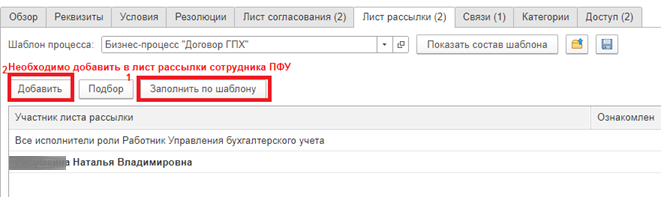 Обзор Реквизиты Условия Резолюции Лист согласования (2) Лист рассылки (2) Связи (1) Категории Доступ (2)
Шаблон процесса: Бизнес-процесс "Договор ГПХ" Показать состав шаблона
2 Необходимо добавить в лист рассылки сотрудника ПФУ
1
Добавить Подбор Заполнить по шаблону
Участник листа рассылки Ознакомлен
Все исполнители роли Работник Управления бухгалтерского учета
Наталья Владимировна